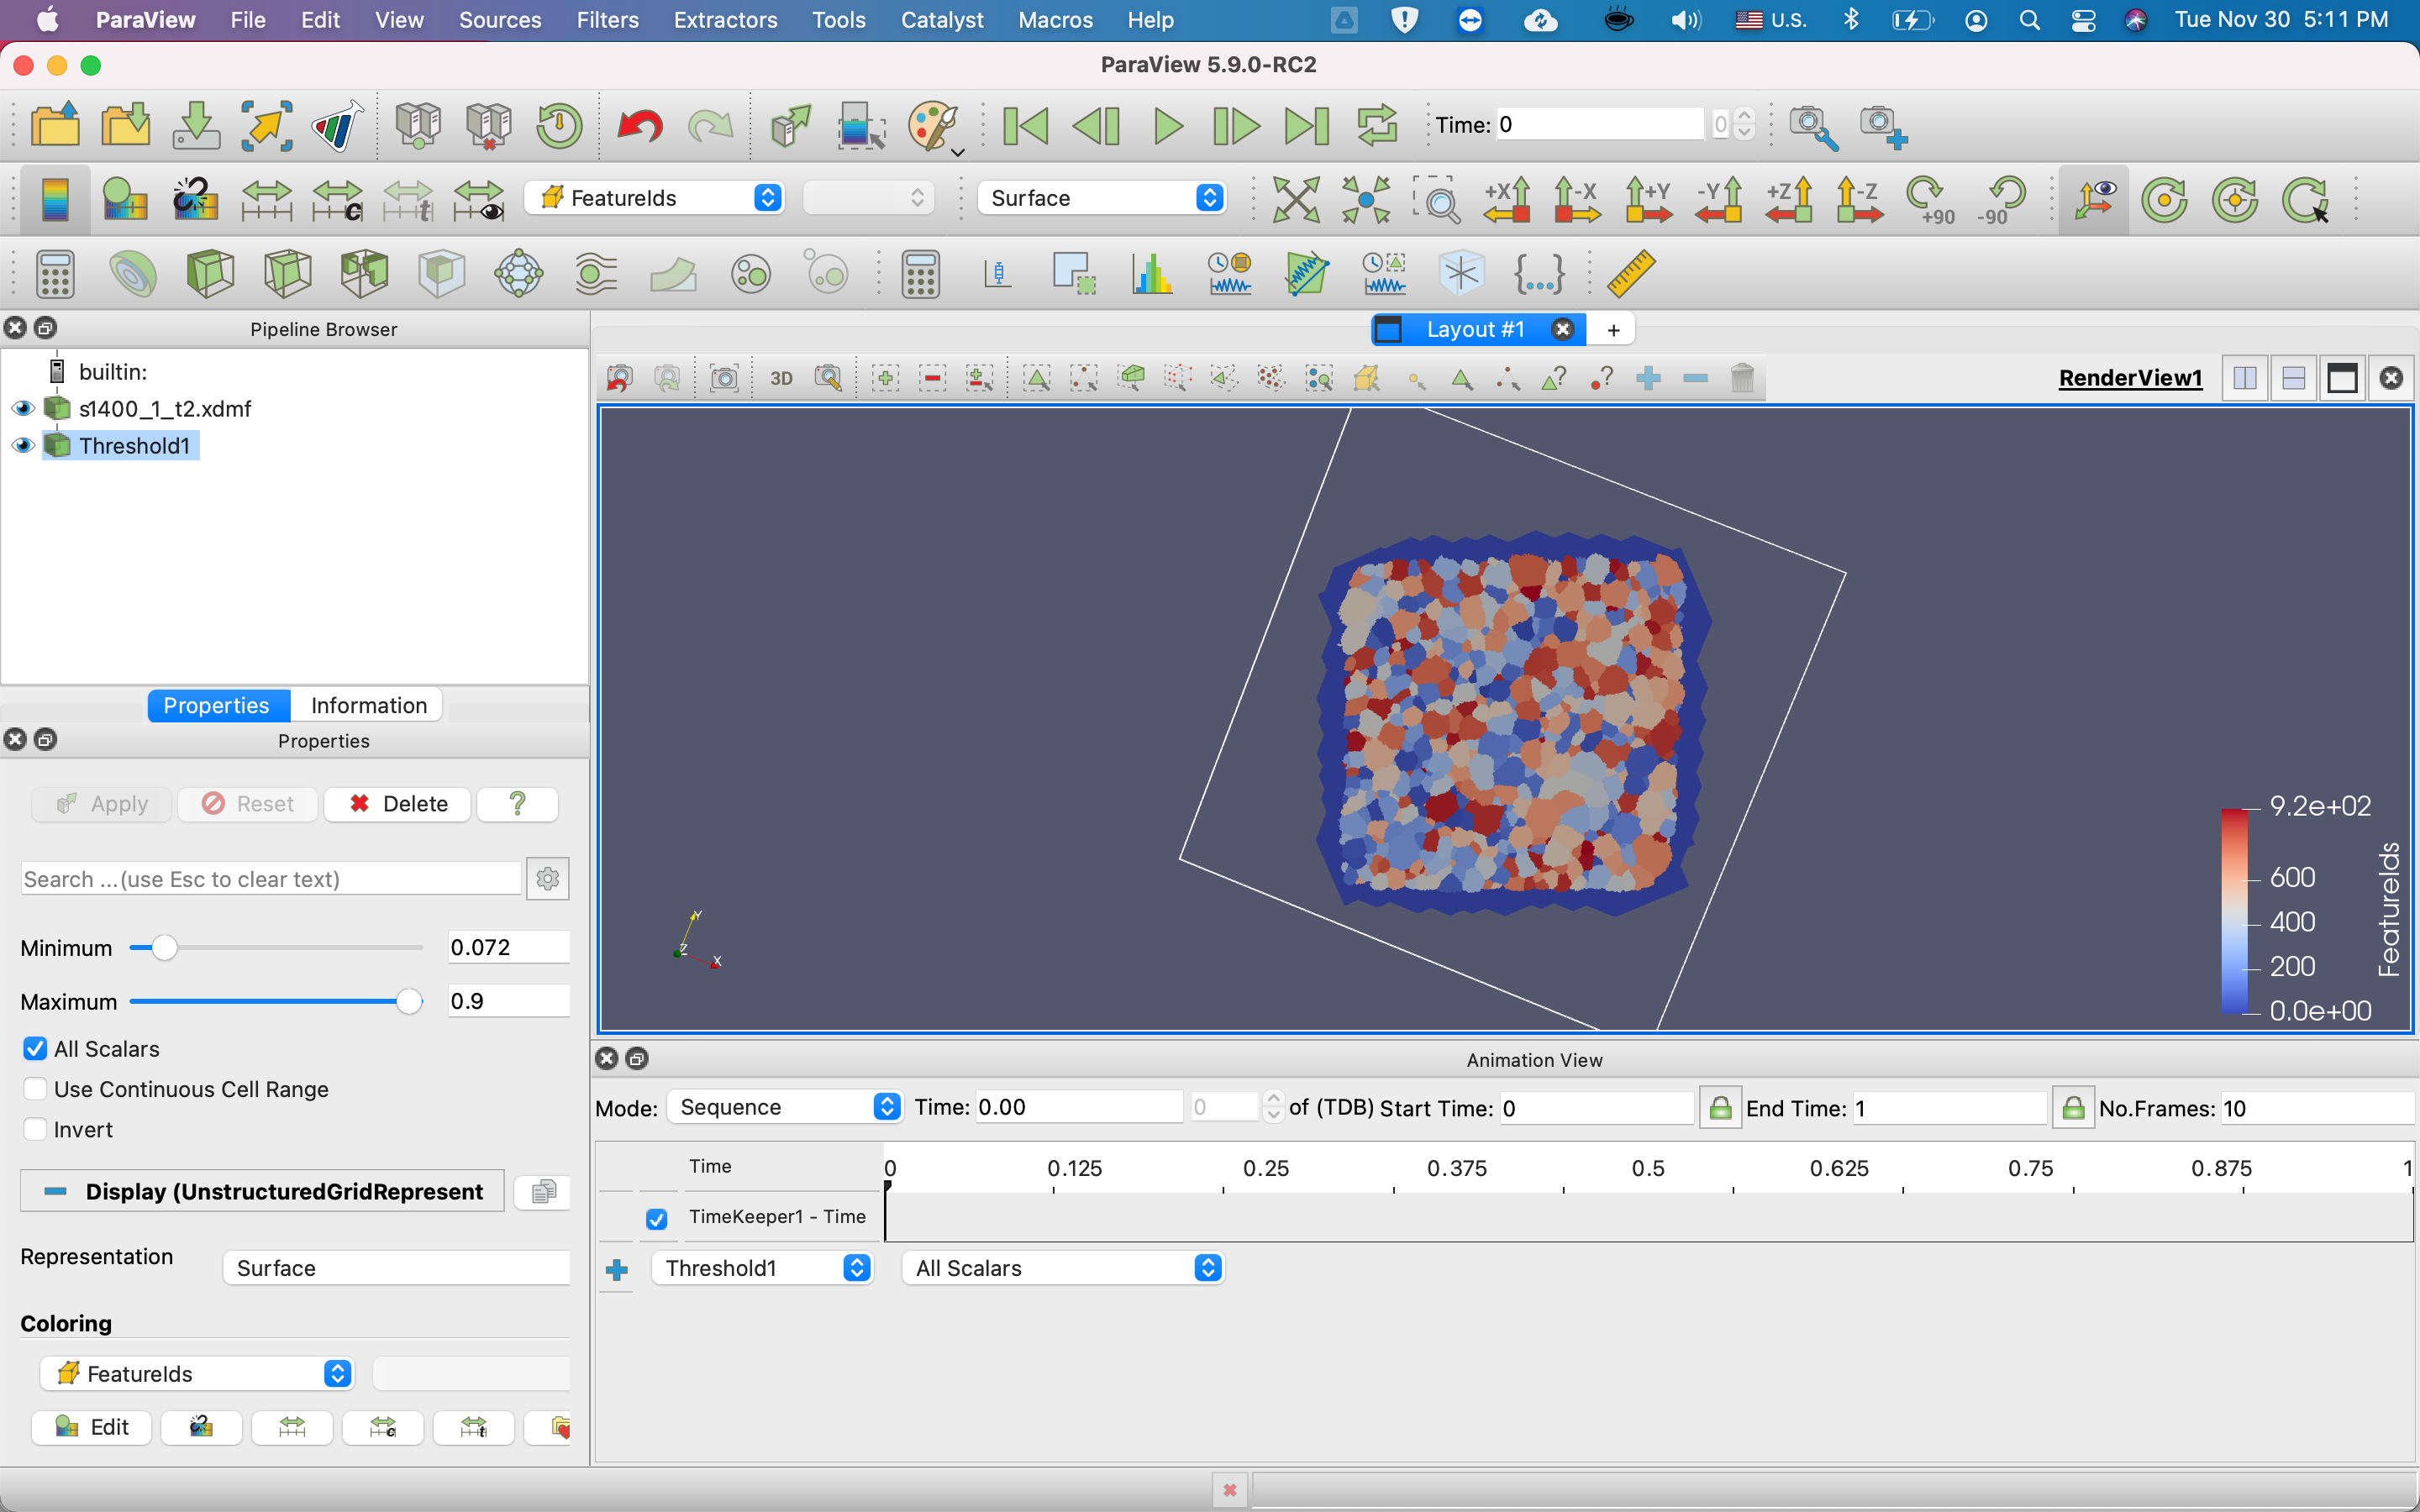 ParaView File Edit View Sources Filters Extractors Tools Catalyst Macros Help U.S. Tue Nov 30 5:11 PM
ParaView 5.9.0-RC2
Time: 0 0
c t
FeatureIds Surface +X -X +Y -Y +Z -Z +90 -90
Pipeline Browser
Layout #1 +
builtin:
3D
RenderView1
s1400_1_t2.xdmf
Threshold1
Properties Information
Properties
Apply Reset Delete ?
Search ...(use Esc to clear text)
Minimum 0.072
Maximum 0.9
All Scalars
Use Continuous Cell Range
Invert
Display (UnstructuredGridRepresent
Representation Surface
Coloring
FeatureIds
Edit c t
Y
Z
X
9.2e+02
600
400
200
0.0e+00
FeatureIds
Animation View
Mode: Sequence Time: 0.00 0 of (TDB) Start Time: 0 End Time: 1 No.Frames: 10
Time 0 0.125 0.25 0.375 0.5 0.625 0.75 0.875 1
TimeKeeper1 - Time
Threshold1 All Scalars